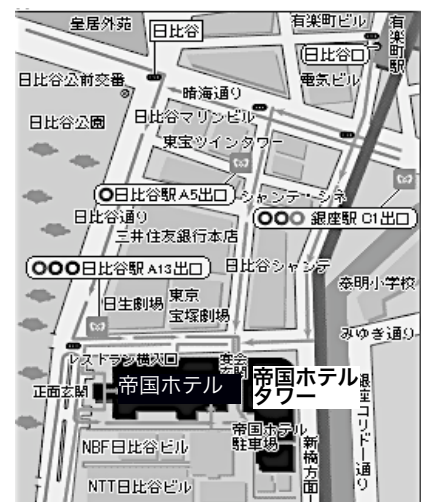 皇居外苑
日比谷
有楽町ビル
有楽町駅
日比谷口
電気ビル
日比谷公前交番
晴海通り
日比谷マリンビル
日比谷公園
東宝ツインタワー
日比谷駅 A5出口
シャンテ・シネ
銀座駅 C1出口
日比谷通り
三井住友銀行本店
日比谷駅 A13出口
日比谷シャンテ
泰明小学校
日生劇場
東京
宝塚劇場
みゆき通り
レストラン横入口
宴会
玄関
正面玄関
帝国ホテル
帝国ホテル
タワー
銀座コリドー通り
帝国ホテル
駐車場
新橋方面
NBF日比谷ビル
NTT日比谷ビル